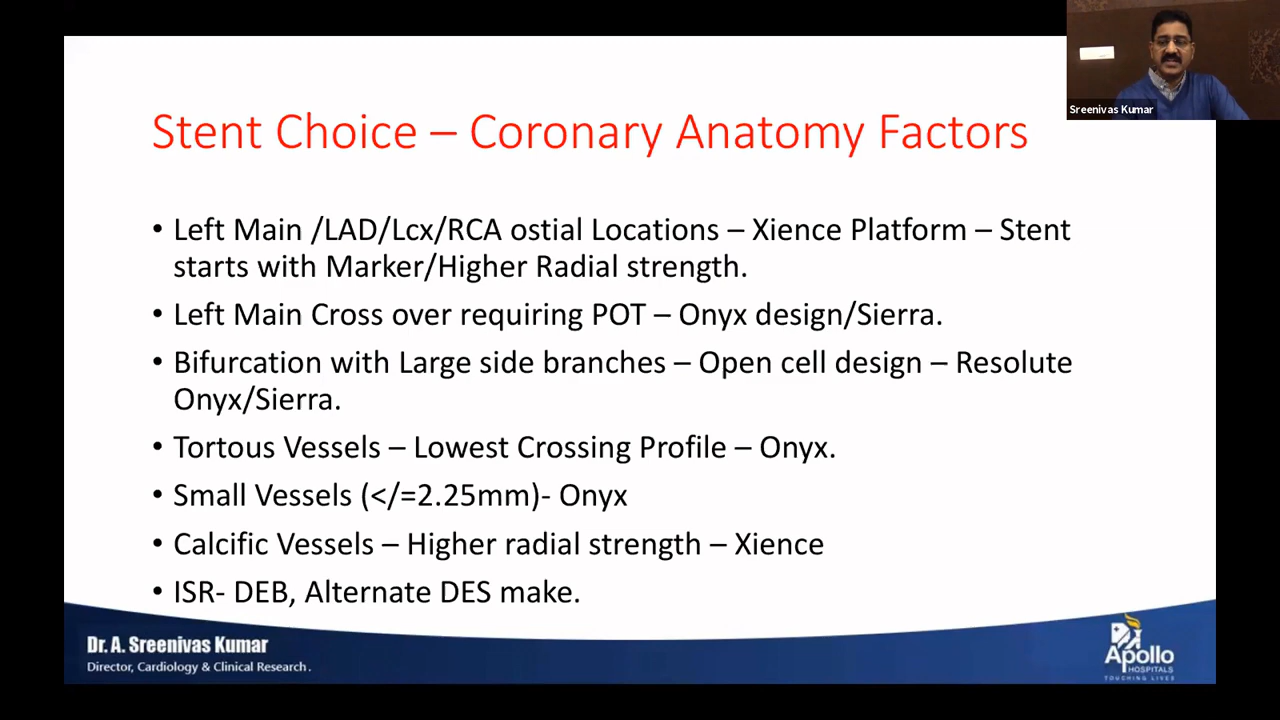 Sreenivas Kumar
Stent Choice – Coronary Anatomy Factors
• Left Main /LAD/Lcx/RCA ostial Locations – Xience Platform – Stent
starts with Marker/Higher Radial strength.
• Left Main Cross over requiring POT – Onyx design/Sierra.
• Bifurcation with Large side branches – Open cell design – Resolute
Onyx/Sierra.
• Tortous Vessels – Lowest Crossing Profile – Onyx.
• Small Vessels (</=2.25mm)- Onyx
• Calcific Vessels – Higher radial strength – Xience
• ISR- DEB, Alternate DES make.
Dr. A. Sreenivas Kumar
Director, Cardiology & Clinical Research .
Apollo
HOSPITALS
TOUCHING LIVES